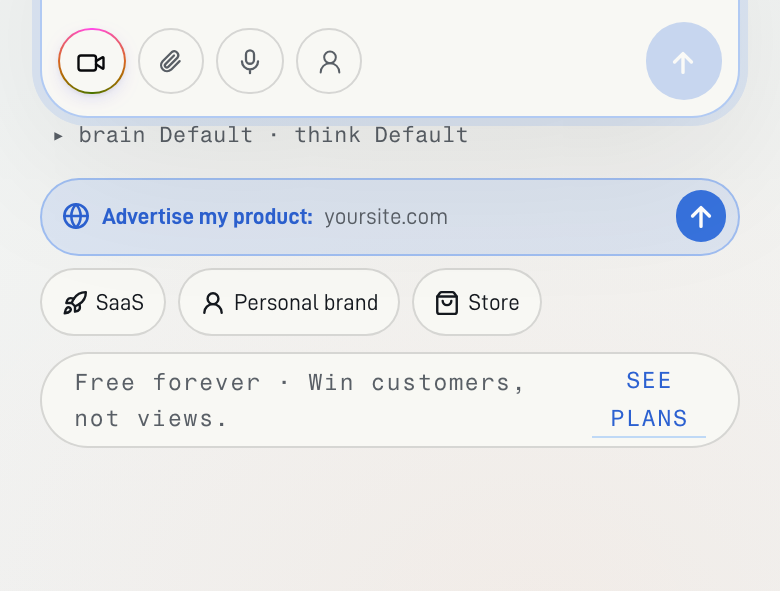 ▸ brain Default · think Default
Advertise my product: yoursite.com
SaaS Personal brand Store
Free forever · Win customers,
not views.
SEE
PLANS